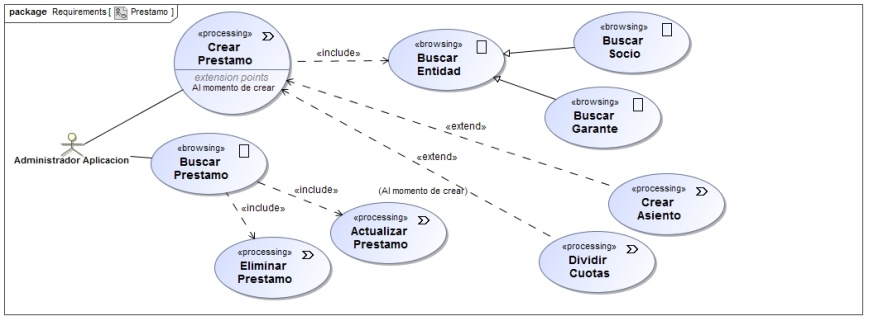 package Requirements [ Prestamo ]
«processing»
Crear
Prestamo
extension points
Al momento de crear
«include»
«browsing»
Buscar
Entidad
«browsing»
Buscar
Socio
«browsing»
Buscar
Garante
«extend»
«extend»
Administrador Aplicacion
«browsing»
Buscar
Prestamo
«include»
«include»
(Al momento de crear)
«processing»
Crear
Asiento
«processing»
Actualizar
Prestamo
«processing»
Eliminar
Prestamo
«processing»
Dividir
Cuotas